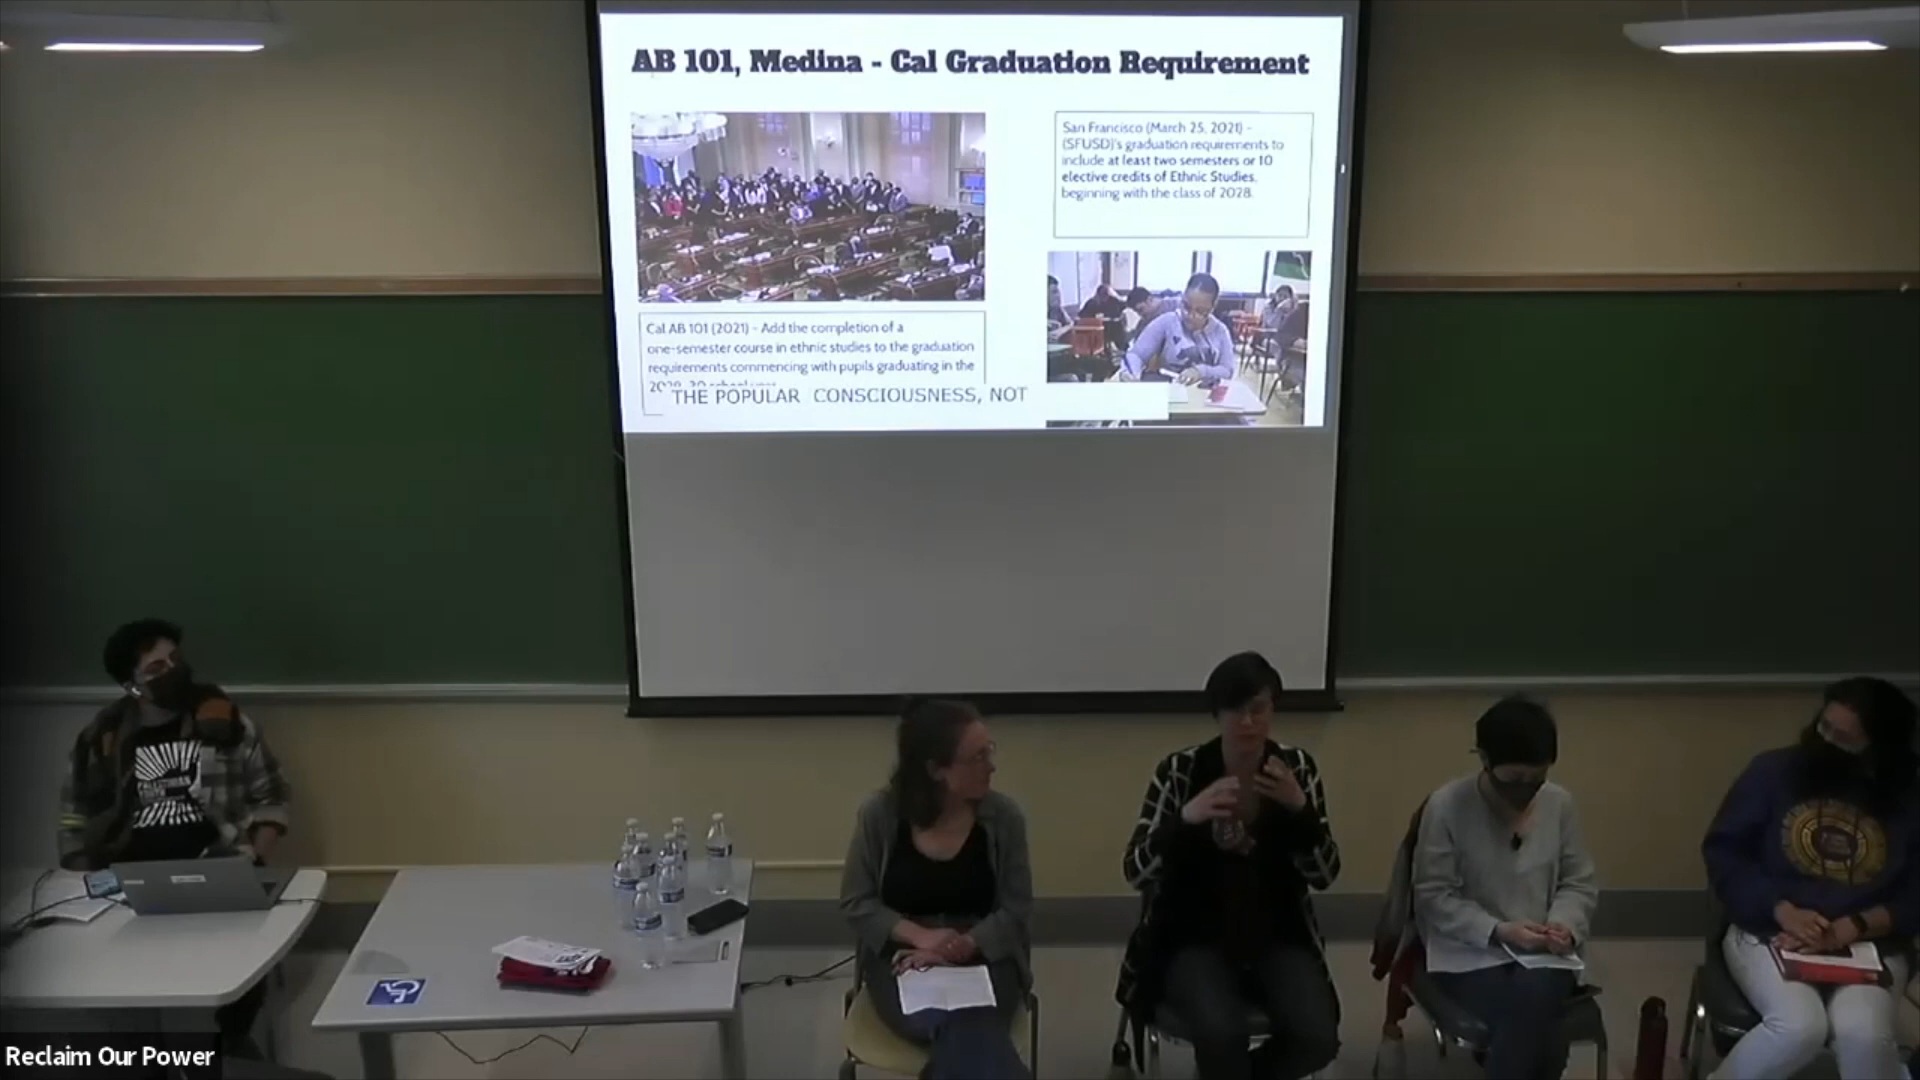 AB 101, Medina - Cal Graduation Requirement
San Francisco (March 25, 2021) -
(SFUSD)'s graduation requirements to
include at least two semesters or 10
elective credits of Ethnic Studies,
beginning with the class of 2028.
Cal AB 101 (2021) - Add the completion of a
one-semester course in ethnic studies to the graduation
requirements commencing with pupils graduating in the
THE POPULAR CONSCIOUSNESS, NOT
Reclaim Our Power